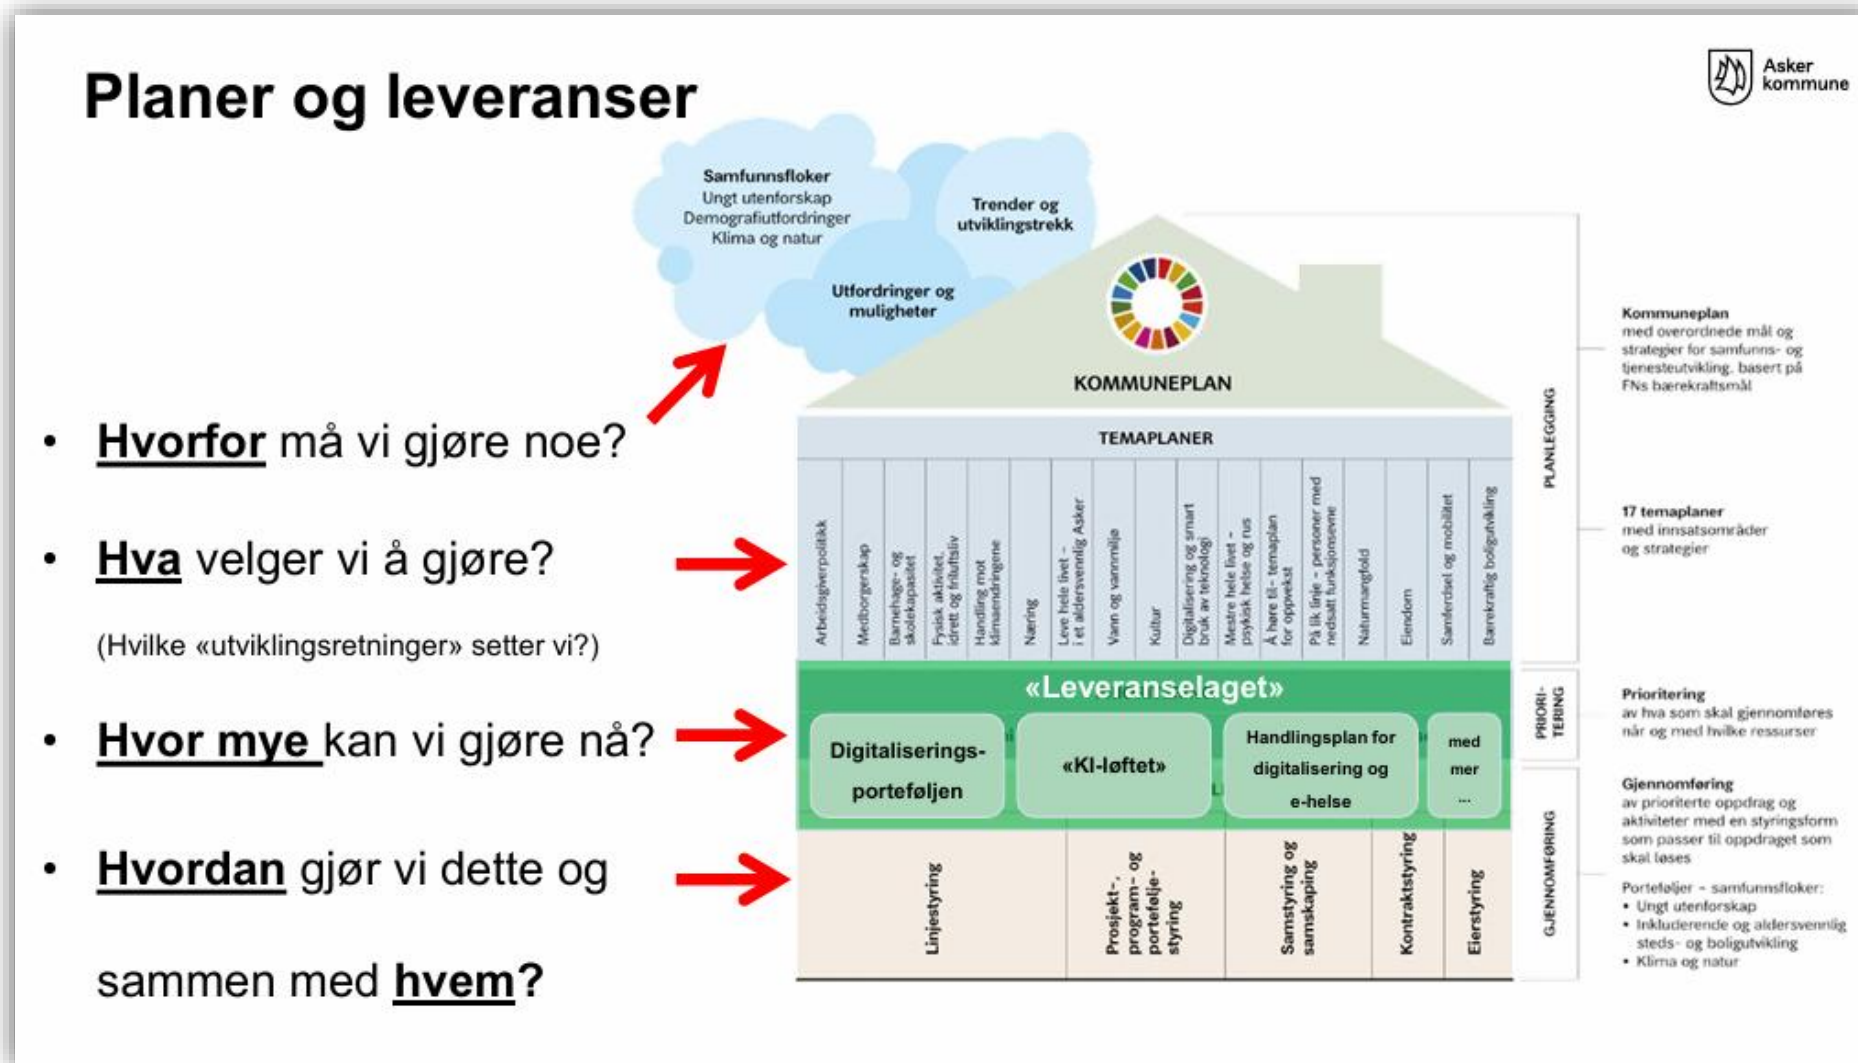 Planer og leveranser
Asker
kommune
Samfunnsfloker
Ungt utenforskap
Demografiutfordringer
Klima og natur
Trender og
utviklingstrekk
Utfordringer og
muligheter
• Hvorfor må vi gjøre noe?
• Hva velger vi å gjøre?
(Hvilke «utviklingsretninger» setter vi?)
• Hvor mye kan vi gjøre nå?
• Hvordan gjør vi dette og
sammen med hvem?
KOMMUNEPLAN
TEMAPLANER
Arbeidsgiverpolitikk
Medborgerskap
Barnehage- og
skolekapasitet
Fysisk aktivitet,
idrett og friluftsliv
Handling mot
klimaendringene
Næring
Leve hele livet -
i et aldersvennlig Asker
Vann og vannmiljø
Kultur
Digitalisering og smart
bruk av teknologi
Mestre hele livet -
psykisk helse og rus
Å høre til- temaplan
for oppvekst
På lik linje - personer med
nedsatt funksjonsevne
Naturmangfold
Eiendom
Samferdsel og mobilitet
Bærekraftig boligutvikling
«Leveranselaget»
Digitaliserings-
porteføljen
«KI-løftet»
Handlingsplan for
digitalisering og
e-helse
med
mer
...
Linjestyring
Prosjekt-,
program- og
portefølje-
styring
Samstyring og
samskaping
Kontraktstyring
Eierstyring
PLANLEGGING
PRIORI-
TERING
GJENNOMFØRING
Kommuneplan
med overordnede mål og
strategier for samfunns- og
tjenesteutvikling, basert på
FNs bærekraftsmål
17 temaplaner
med innsatsområder
og strategier
Prioritering
av hva som skal gjennomføres
når og med hvilke ressurser
Gjennomføring
av prioriterte oppdrag og
aktiviteter med en styringsform
som passer til oppdraget som
skal løses
Porteføljer - samfunnsfloker:
• Ungt utenforskap
• Inkluderende og aldersvennlig
steds- og boligutvikling
• Klima og natur